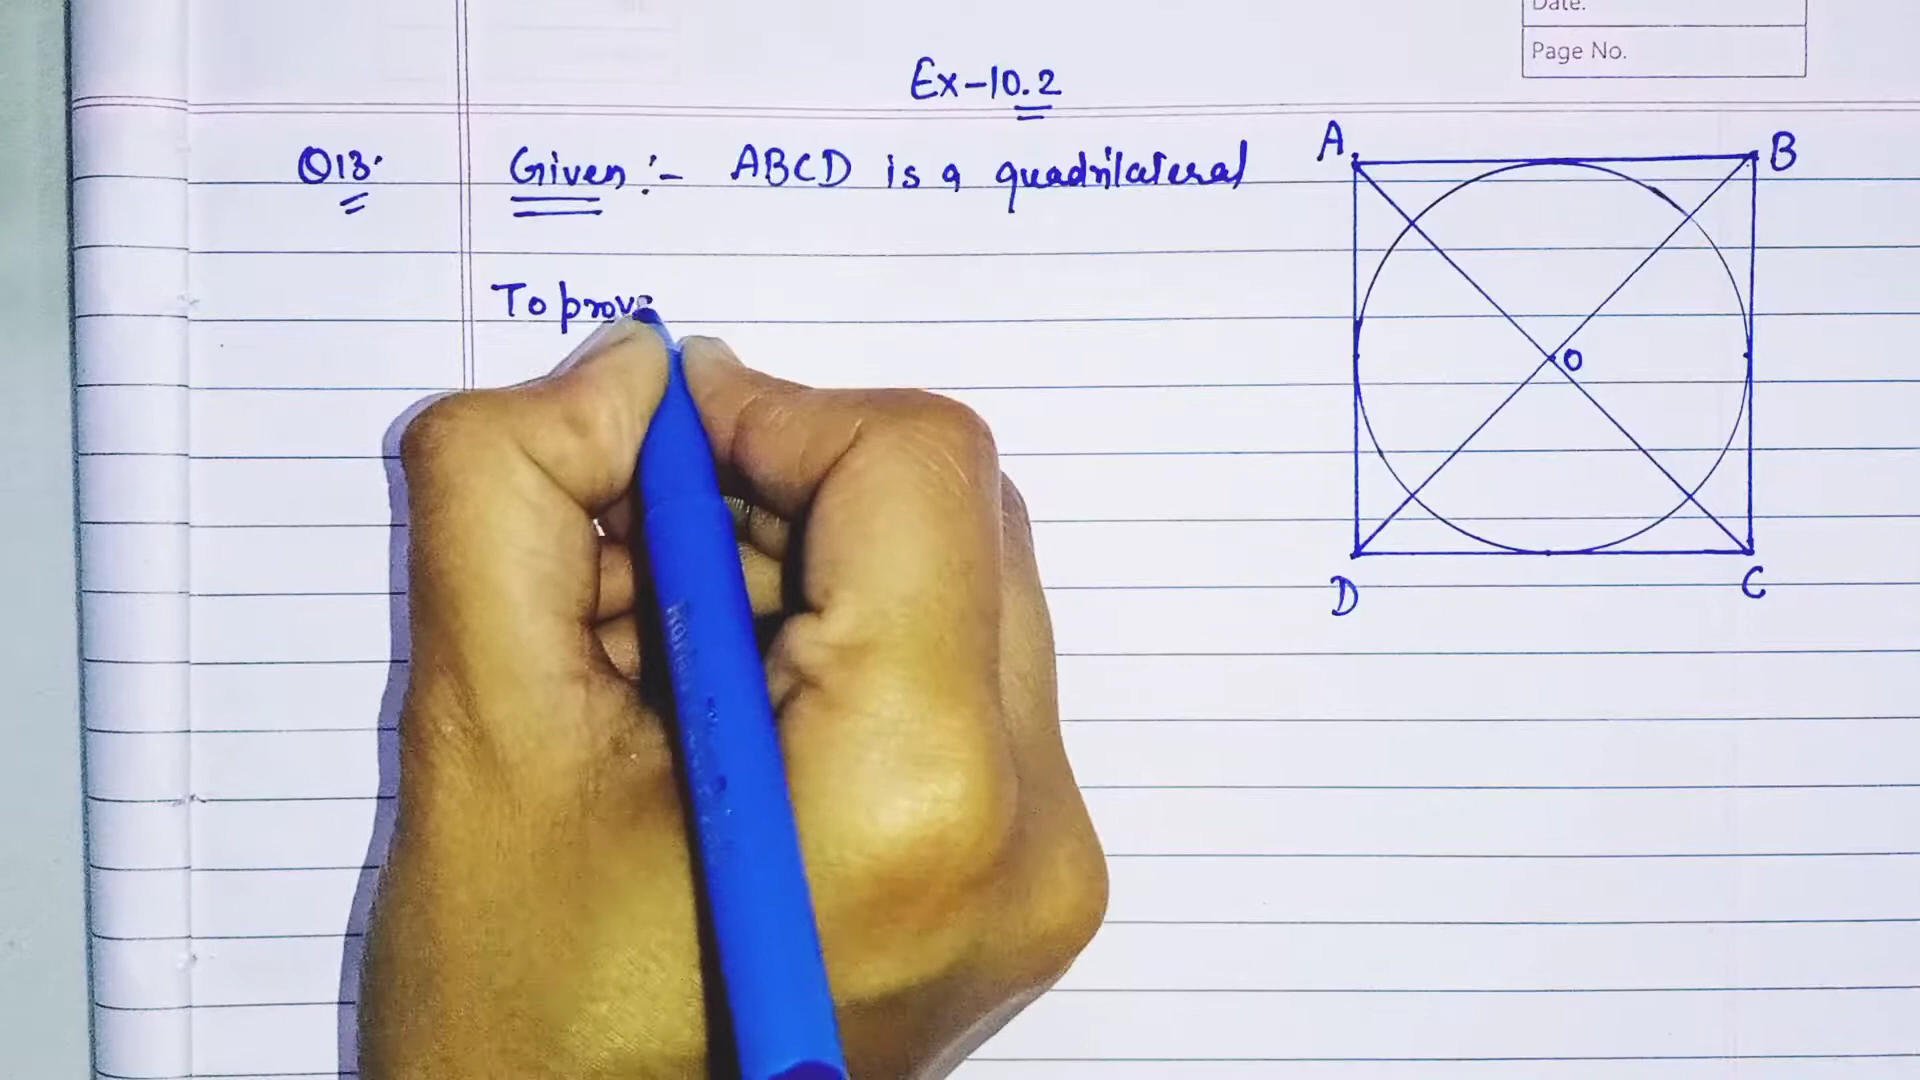 Date.
Page No.
Ex-10.2
Q13. Given:- ABCD is a quadrilateral
To prove
A
B
O
D
C